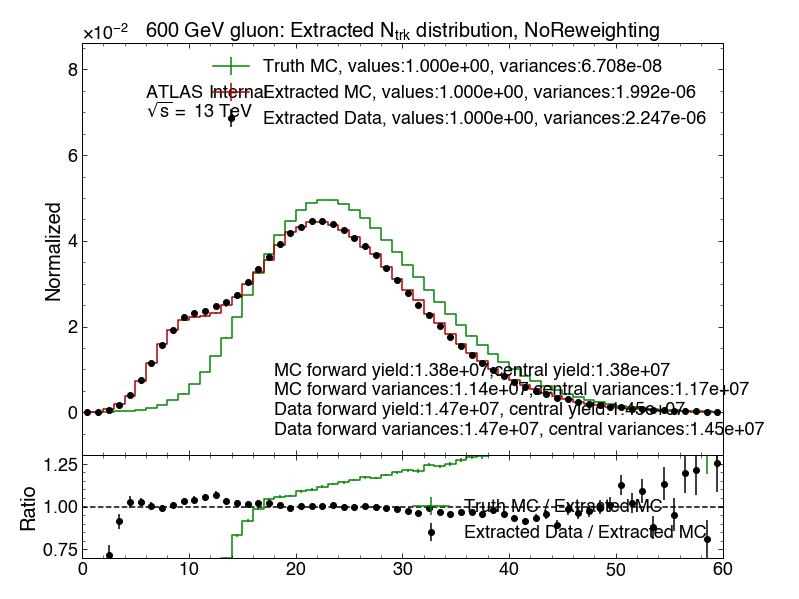 ×10−2 600 GeV gluon: Extracted Ntrk distribution, NoReweighting
Truth MC, values:1.000e+00, variances:6.708e-08
ATLAS Internal
Extracted MC, values:1.000e+00, variances:1.992e-06
√s = 13 TeV
Extracted Data, values:1.000e+00, variances:2.247e-06
8
6
4
2
0
Normalized
MC forward yield:1.38e+07,central yield:1.38e+07
MC forward variances:1.14e+07,central variances:1.17e+07
Data forward yield:1.47e+07, central yield:1.45e+07
Data forward variances:1.47e+07, central variances:1.45e+07
1.25
1.00
0.75
Ratio
Truth MC / Extracted MC
Extracted Data / Extracted MC
0 10 20 30 40 50 60